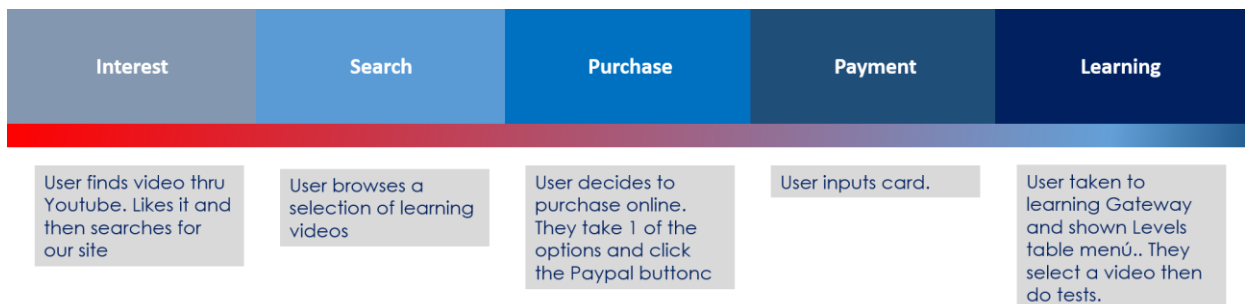 Interest
Search
Purchase
Payment
Learning
User finds video thru
Youtube. Likes it and
then searches for
our site
User browses a
selection of learning
videos
User decides to
purchase online.
They take 1 of the
options and click
the Paypal buttonc
User inputs card.
User taken to
learning Gateway
and shown Levels
table menú.. They
select a video then
do tests.